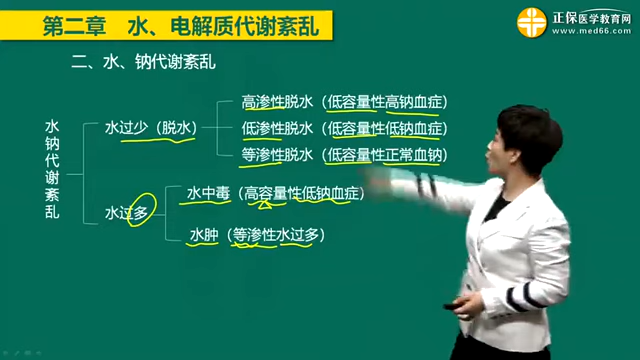 第二章 水、电解质代谢紊乱
正保医学教育网
www.med66.com
二、水、钠代谢紊乱
水钠代谢紊乱
水过少（脱水）
高渗性脱水（低容量性高钠血症）
低渗性脱水（低容量性低钠血症）
等渗性脱水（低容量性正常血钠）
水过多
水中毒（高容量性低钠血症）
水肿（等渗性水过多）